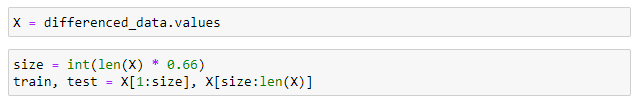 X = differenced_data.values
size = int(len(X) * 0.66)
train, test = X[1:size], X[size:len(X)]